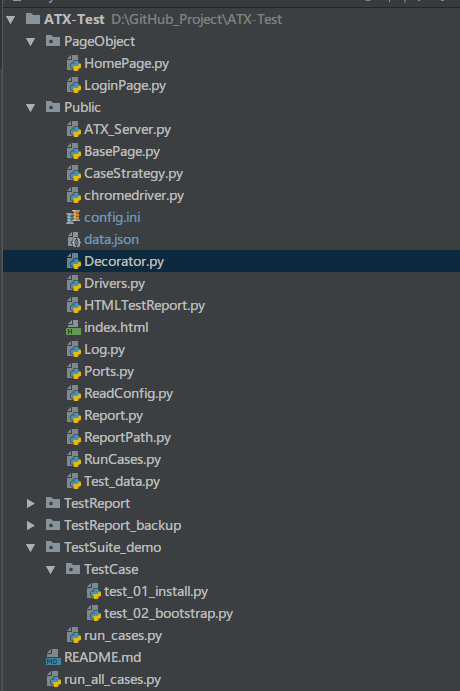 ATX-Test D:\GitHub_Project\ATX-Test
PageObject
HomePage.py
LoginPage.py
Public
ATX_Server.py
BasePage.py
CaseStrategy.py
chromedriver.py
config.ini
data.json
Decorator.py
Drivers.py
HTMLTestReport.py
index.html
Log.py
Ports.py
ReadConfig.py
Report.py
ReportPath.py
RunCases.py
Test_data.py
TestReport
TestReport_backup
TestSuite_demo
TestCase
test_01_install.py
test_02_bootstrap.py
run_cases.py
README.md
run_all_cases.py